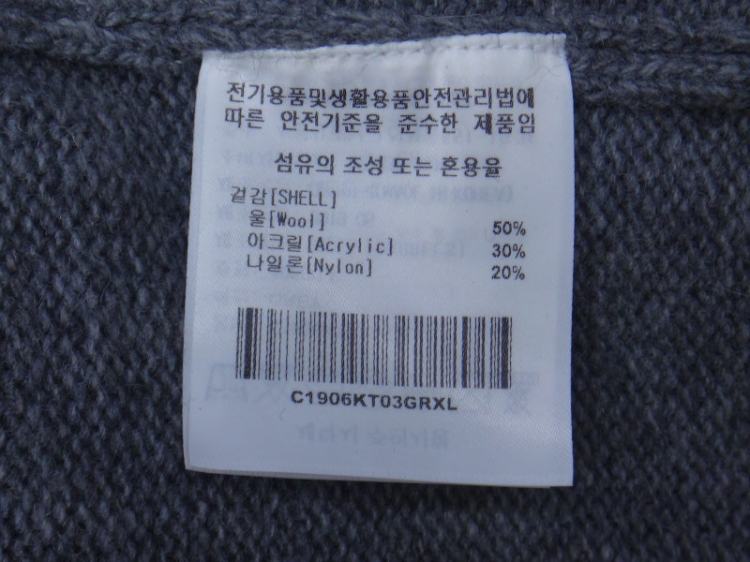 전기용품및생활용품안전관리법에
따른 안전기준을 준수한 제품임
섬유의 조성 또는 혼용율
겉감[SHELL]
울[Wool] 50%
아크릴[Acrylic] 30%
나일론[Nylon] 20%
C1906KT03GRXL